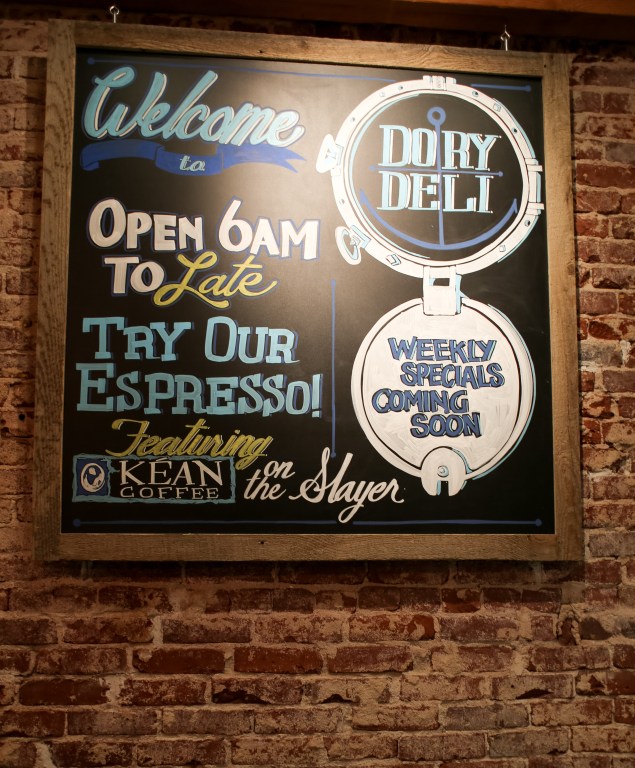 Welcome
to
DORY
DELI
OPEN 6AM
TO Late
TRY OUR
ESPRESSO!
Featuring
KÉAN
COFFEE
on
the Slayer
WEEKLY
SPECIALS
COMING
SOON